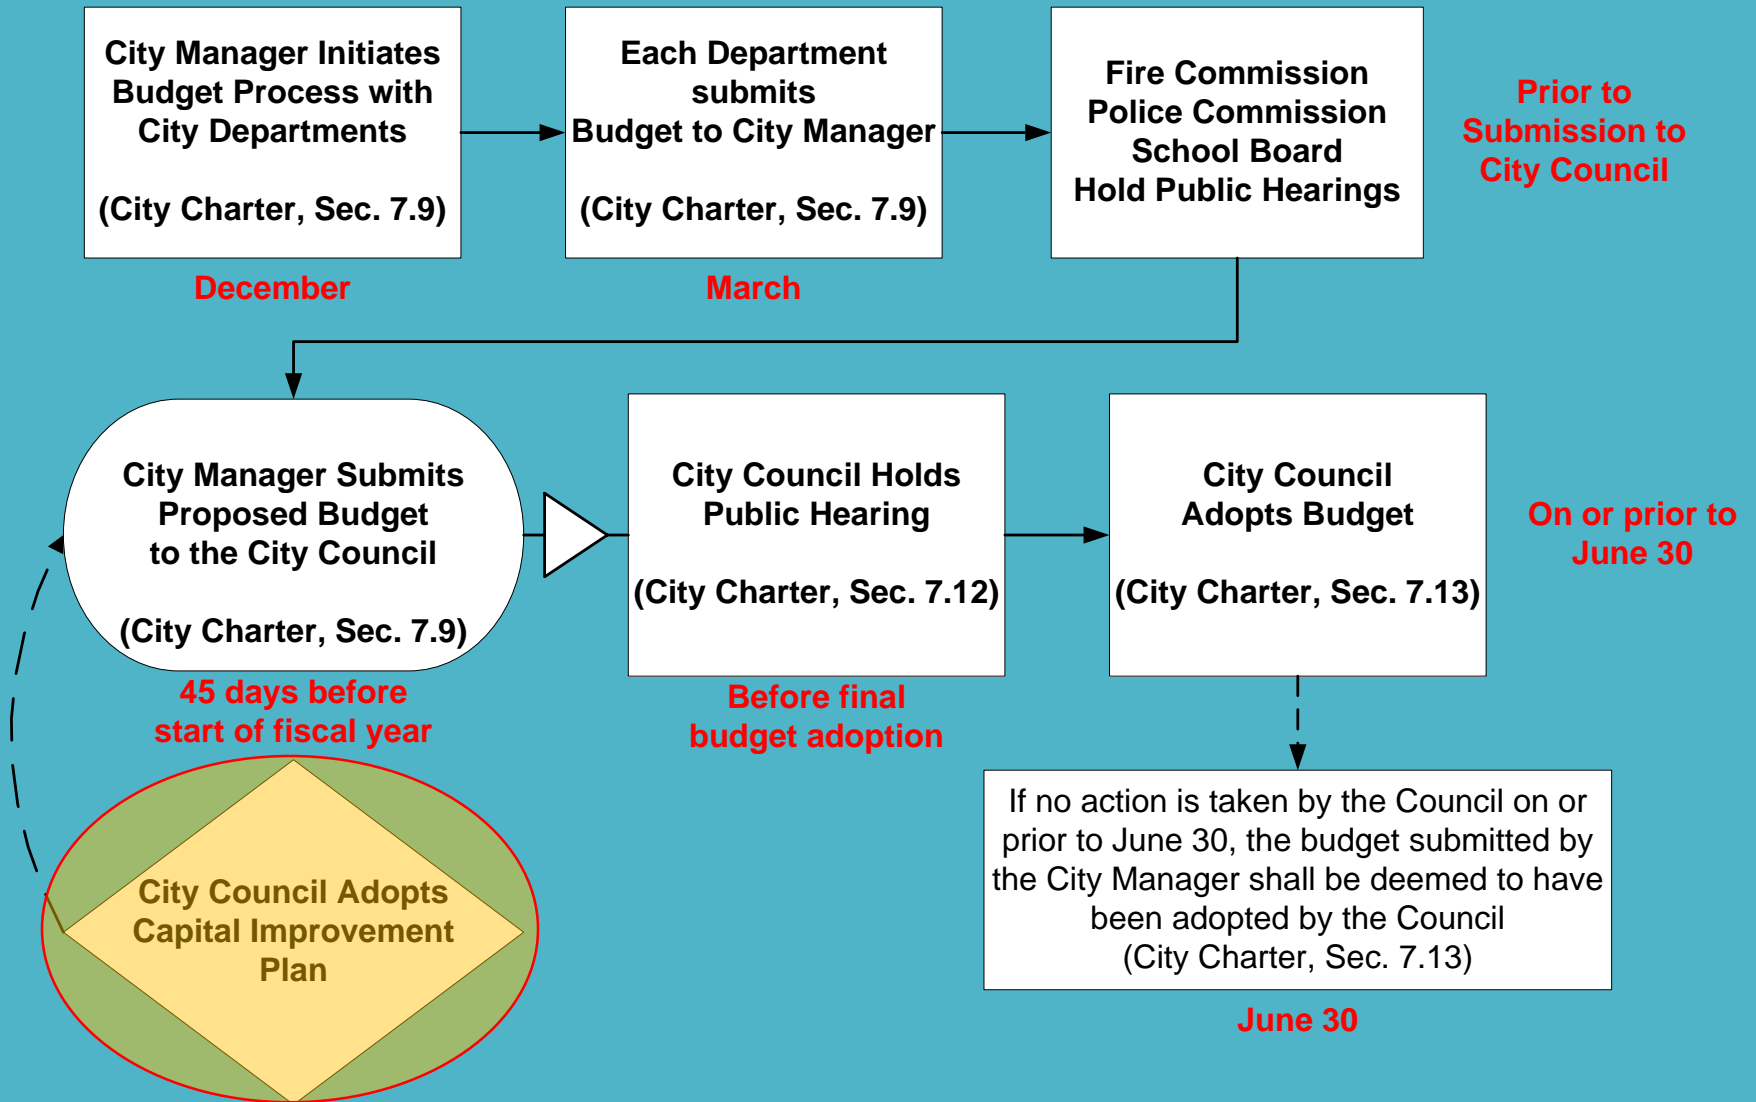 City Manager Initiates
Budget Process with
City Departments
(City Charter, Sec. 7.9)
December
Each Department
submits
Budget to City Manager
(City Charter, Sec. 7.9)
March
Fire Commission
Police Commission
School Board
Hold Public Hearings
Prior to
Submission to
City Council
City Manager Submits
Proposed Budget
to the City Council
(City Charter, Sec. 7.9)
45 days before
start of fiscal year
City Council Holds
Public Hearing
(City Charter, Sec. 7.12)
Before final
budget adoption
City Council
Adopts Budget
(City Charter, Sec. 7.13)
On or prior to
June 30
City Council Adopts
Capital Improvement
Plan
If no action is taken by the Council on or
prior to June 30, the budget submitted by
the City Manager shall be deemed to have
been adopted by the Council
(City Charter, Sec. 7.13)
June 30